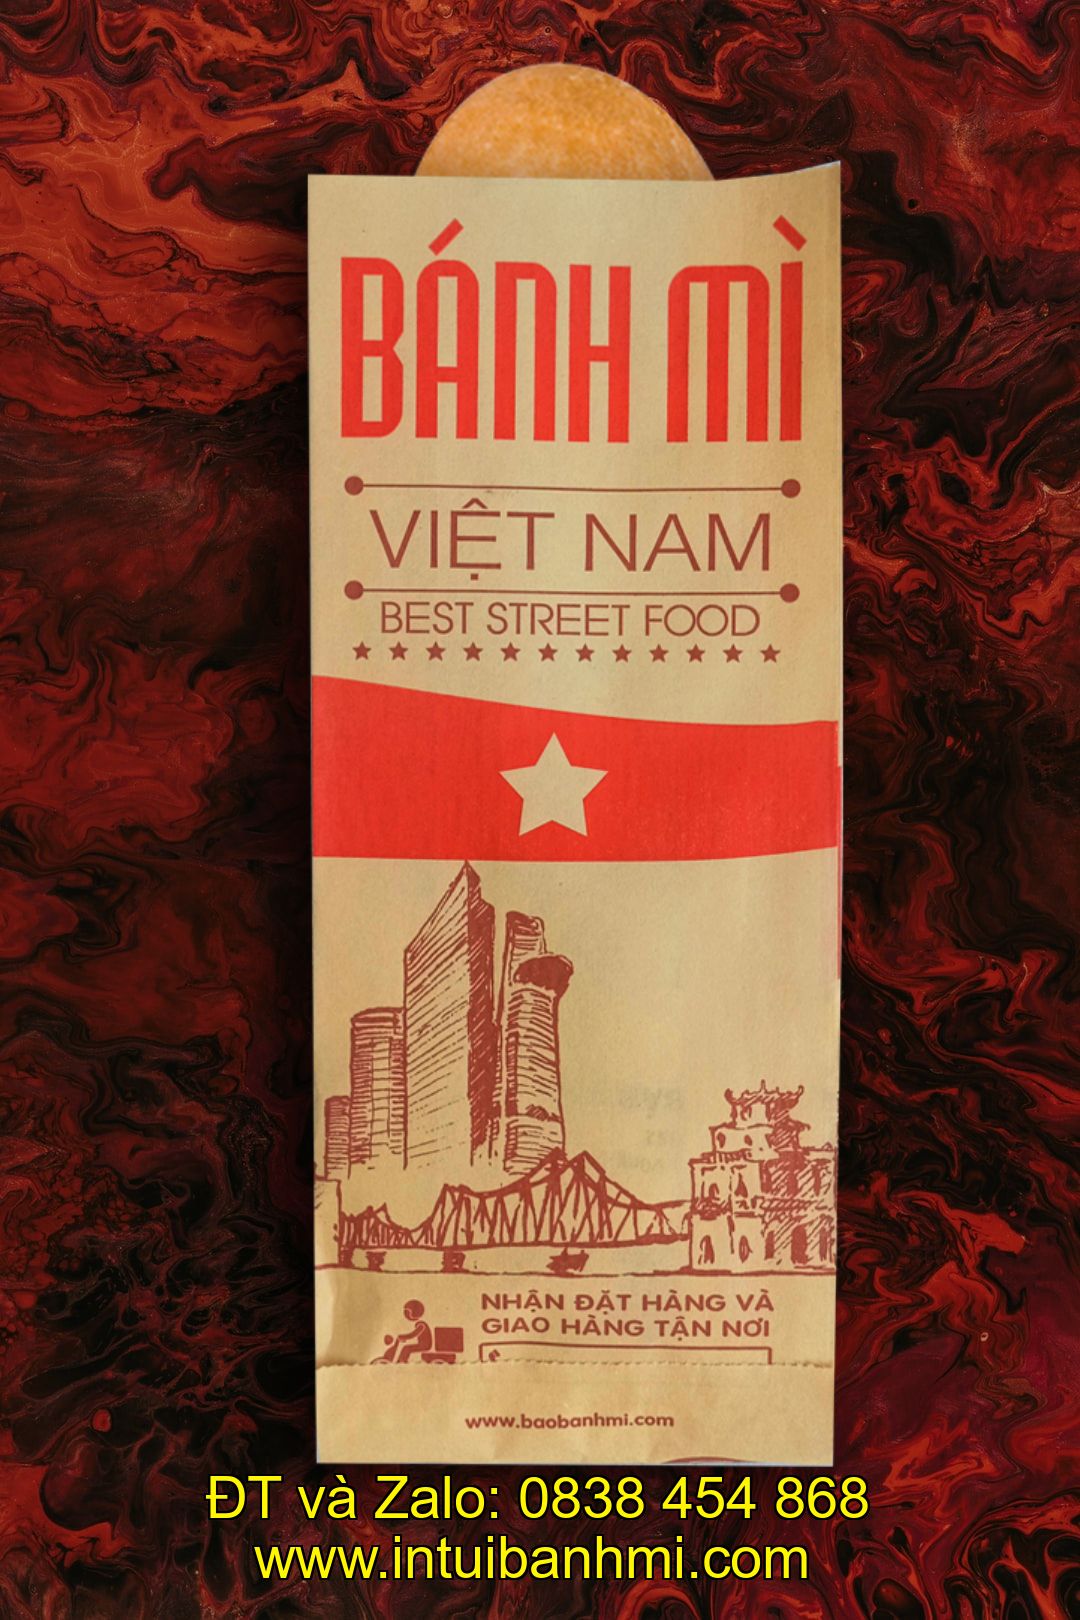 BÁNH MÌ
VIỆT NAM
BEST STREET FOOD
NHẬN ĐẶT HÀNG VÀ
GIAO HÀNG TẬN NƠI
www.baobanhmi.com
ĐT và Zalo: 0838 454 868
www.intuibanhmi.com